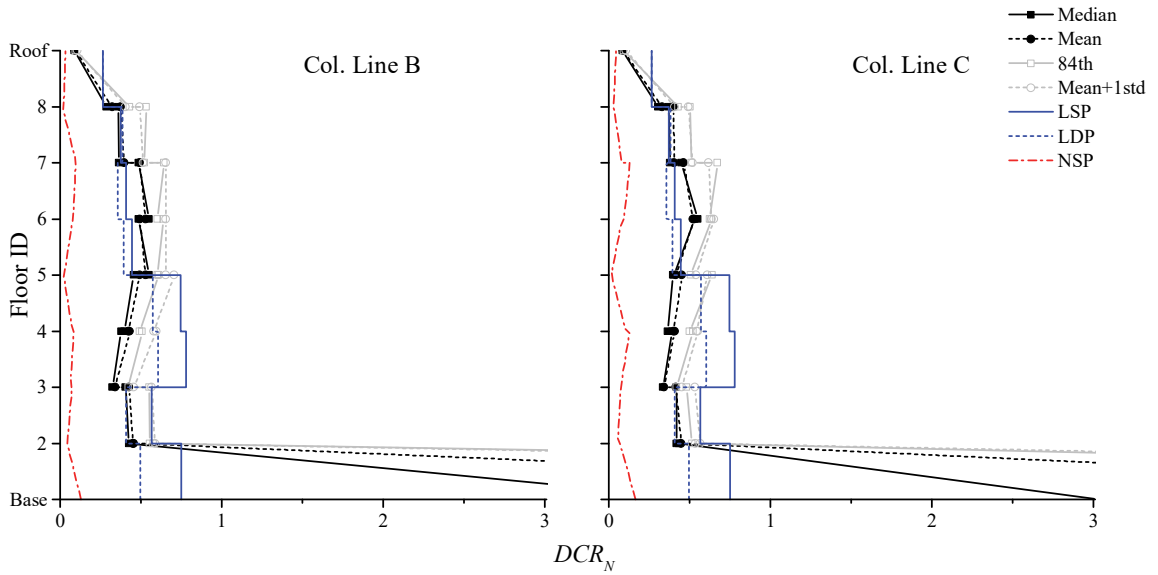 Median
Mean
84th
Mean+1std
LSP
LDP
NSP
Col. Line B
Col. Line C
Floor ID
Roof
8
7
6
5
4
3
2
Base
0 1 2 3
0 1 2 3
DCR_N